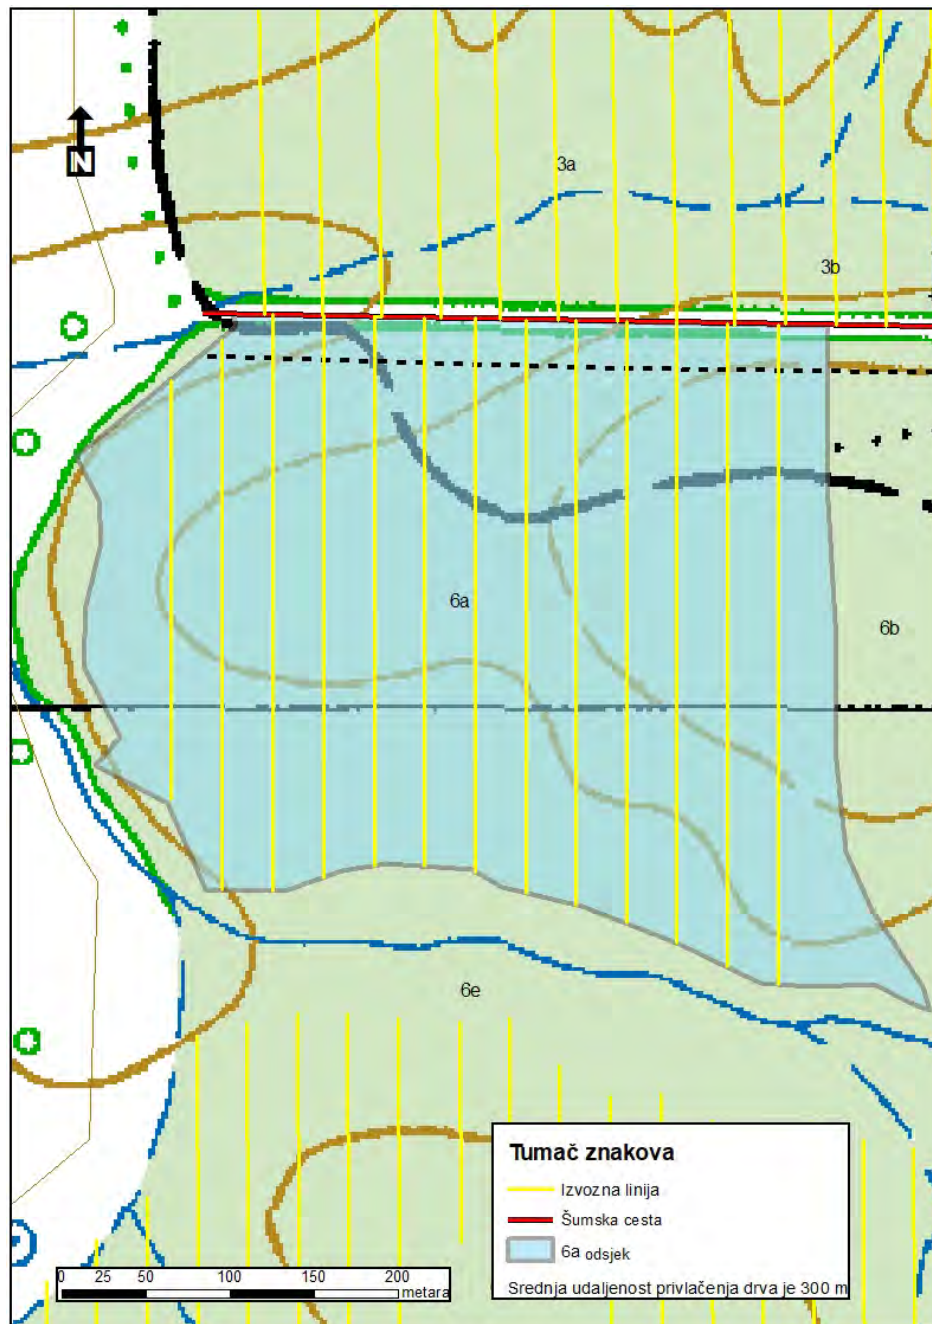 3a
N
3b
6a
6b
6e
Tumač znakova
Izvozna linija
Šumska cesta
6a odsjek
Srednja udaljenost privlačenja drva je 300 m
0 25 50 100 150 200
metara